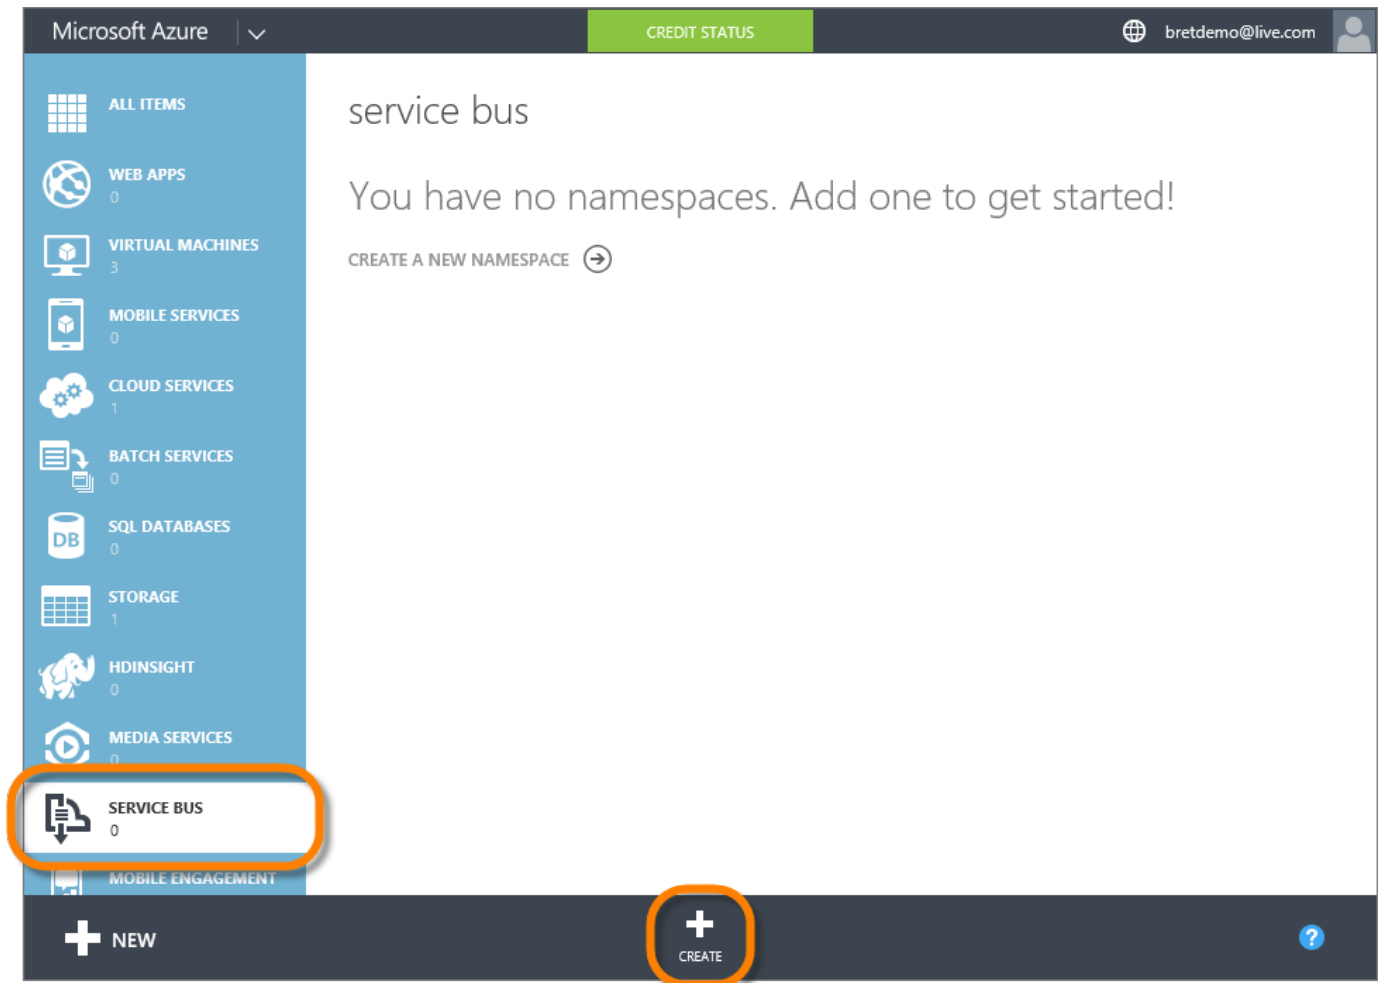 Microsoft Azure
CREDIT STATUS
bretdemo@live.com
ALL ITEMS
WEB APPS
0
VIRTUAL MACHINES
3
MOBILE SERVICES
0
CLOUD SERVICES
1
BATCH SERVICES
0
SQL DATABASES
0
DB
STORAGE
1
HDINSIGHT
0
MEDIA SERVICES
0
SERVICE BUS
0
MOBILE ENGAGEMENT
service bus
You have no namespaces. Add one to get started!
CREATE A NEW NAMESPACE
NEW
CREATE
?